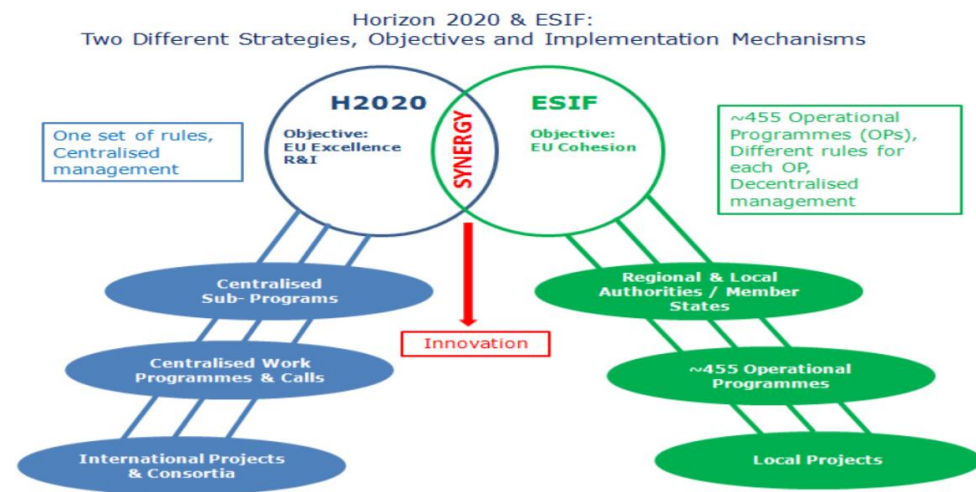 Horizon 2020 & ESIF:
Two Different Strategies, Objectives and Implementation Mechanisms
H2020
Objective:
EU Excellence
R&I
SYNERGY
ESIF
Objective:
EU Cohesion
One set of rules,
Centralised
management
~455 Operational
Programmes (OPs),
Different rules for
each OP,
Decentralised
management
Centralised
Sub- Programs
Regional & Local
Authorities / Member
States
Innovation
Centralised Work
Programmes & Calls
~455 Operational
Programmes
International Projects
& Consortia
Local Projects